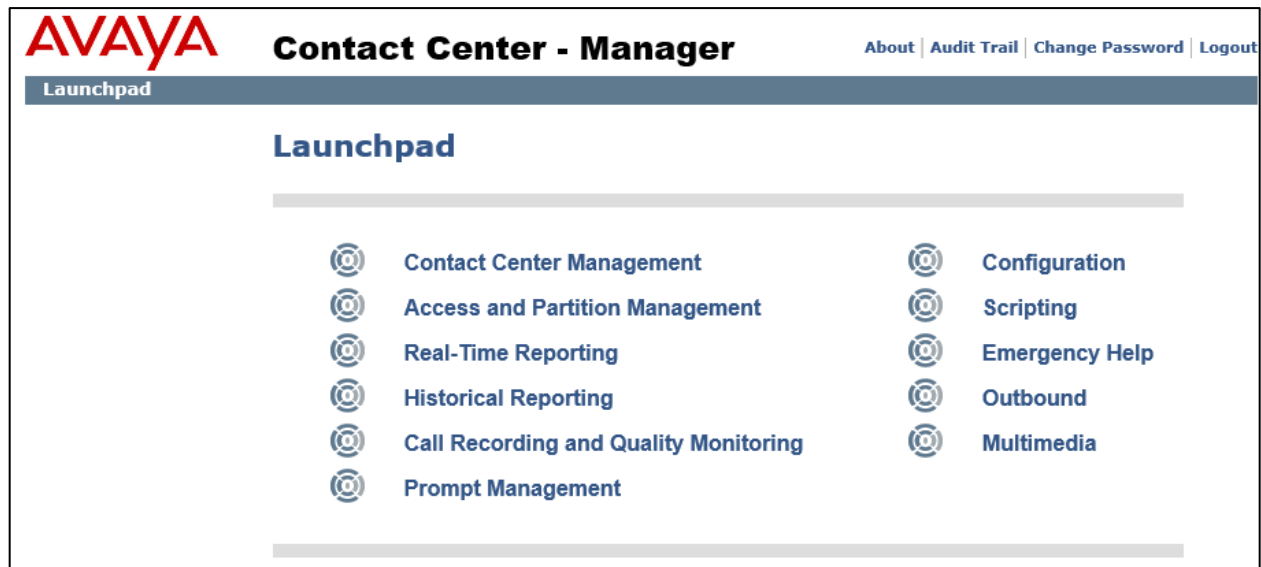 AVAYA
Contact Center - Manager
About | Audit Trail | Change Password | Logout
Launchpad
Launchpad
Contact Center Management
Access and Partition Management
Real-Time Reporting
Historical Reporting
Call Recording and Quality Monitoring
Prompt Management
Configuration
Scripting
Emergency Help
Outbound
Multimedia